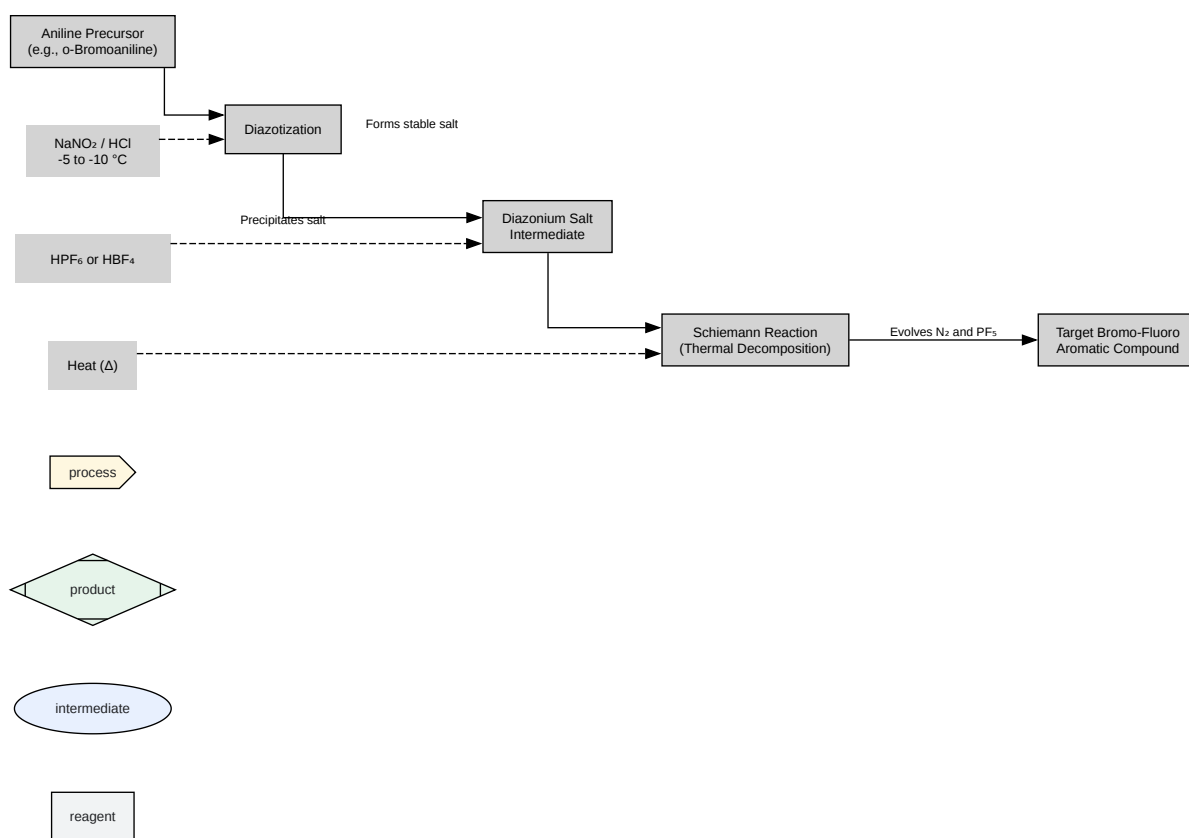 Aniline Precursor
(e.g., o-Bromoaniline)
Diazotization
Forms stable salt
NaNO₂ / HCl
-5 to -10 °C
Precipitates salt
Diazonium Salt
Intermediate
HPF₆ or HBF₄
Schiemann Reaction
(Thermal Decomposition)
Evolves N₂ and PF₅
Target Bromo-Fluoro
Aromatic Compound
Heat (Δ)
process
product
intermediate
reagent